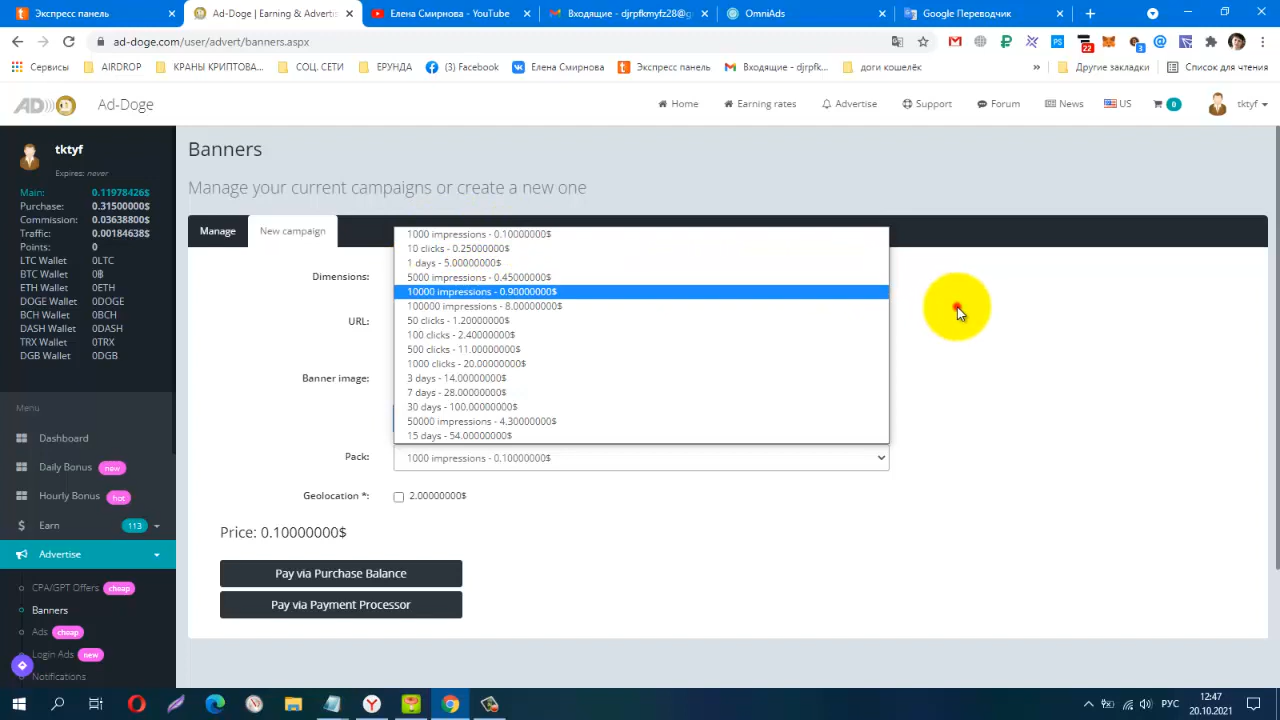 Экспресс панель
Ad-Doge | Earning & Advertis
Елена Смирнова - YouTube
Входящие - djrpfkmyfz28@g
OmniAds
Google Переводчик
ad-doge.com/user/advert/banners.aspx
22
3
Сервисы
AIRDROP
КРАНЫ КРИПТОВА...
СОЦ. СЕТИ
ЕРУНДА
(3) Facebook
Елена Смирнова
Экспресс панель
Входящие - djrpfk...
доги кошелёк
»
Другие закладки
Список для чтения
AD
Ad-Doge
Home
Earning rates
Advertise
Support
Forum
News
US
0
tktyf
tktyf
Expires: never
Main: 0.11978426$
Purchase: 0.31500000$
Commission: 0.03638800$
Traffic: 0.00184638$
Points: 0
LTC Wallet 0LTC
BTC Wallet 0฿
ETH Wallet 0ETH
DOGE Wallet 0DOGE
BCH Wallet 0BCH
DASH Wallet 0DASH
TRX Wallet 0TRX
DGB Wallet 0DGB
Menu
Dashboard
Daily Bonus new
Hourly Bonus hot
Earn 113
Advertise
CPA/GPT Offers cheap
Banners
Ads cheap
Login Ads new
Notifications
Banners
Manage your current campaigns or create a new one
Manage
New campaign
Dimensions:
URL:
Banner image:
1000 impressions - 0.10000000$
10 clicks - 0.25000000$
1 days - 5.00000000$
5000 impressions - 0.45000000$
10000 impressions - 0.90000000$
100000 impressions - 8.00000000$
50 clicks - 1.20000000$
100 clicks - 2.40000000$
500 clicks - 11.00000000$
1000 clicks - 20.00000000$
3 days - 14.00000000$
7 days - 28.00000000$
30 days - 100.00000000$
50000 impressions - 4.30000000$
15 days - 54.00000000$
Pack: 1000 impressions - 0.10000000$
Geolocation *: 2.00000000$
Price: 0.10000000$
Pay via Purchase Balance
Pay via Payment Processor
РУС
12:47
20.10.2021